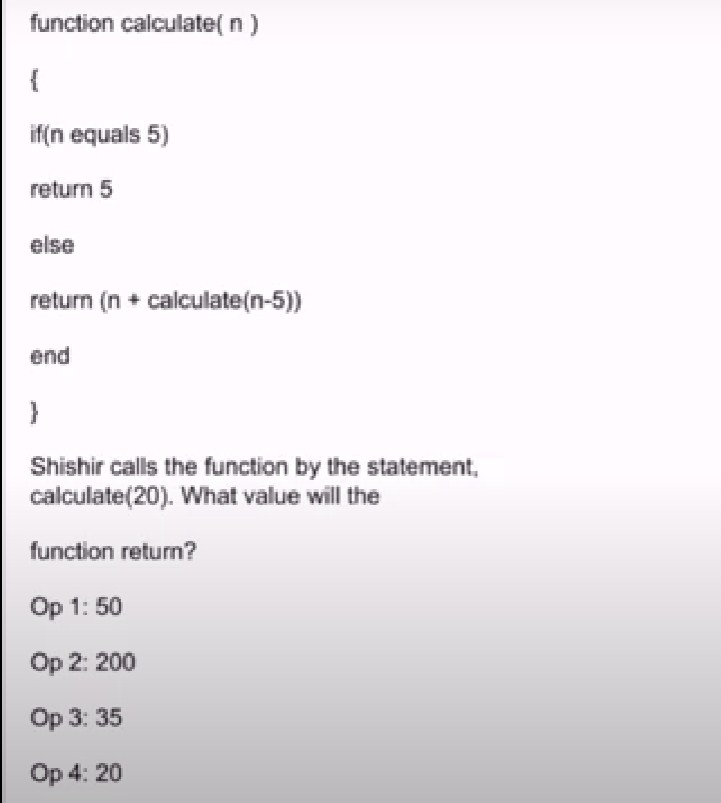 function calculate( n )
{
if(n equals 5)
return 5
else
return (n + calculate(n-5))
end
}
Shishir calls the function by the statement,
calculate(20). What value will the
function return?
Op 1: 50
Op 2: 200
Op 3: 35
Op 4: 20